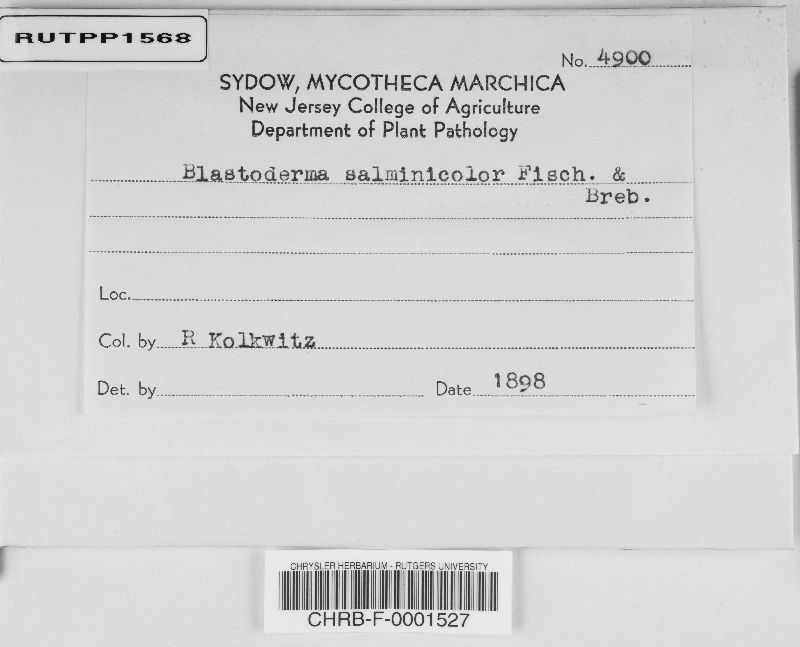 RUTPP1568
No. 4900
SYDOW, MYCOTHECA MARCHICA
New Jersey College of Agriculture
Department of Plant Pathology
Blastoderma salminicolor Fisch. &
Breb.
Loc.
Col. by R Kolkwitz
Det. by Date 1898
CHRYSLER HERBARIUM - RUTGERS UNIVERSITY
CHRB-F-0001527